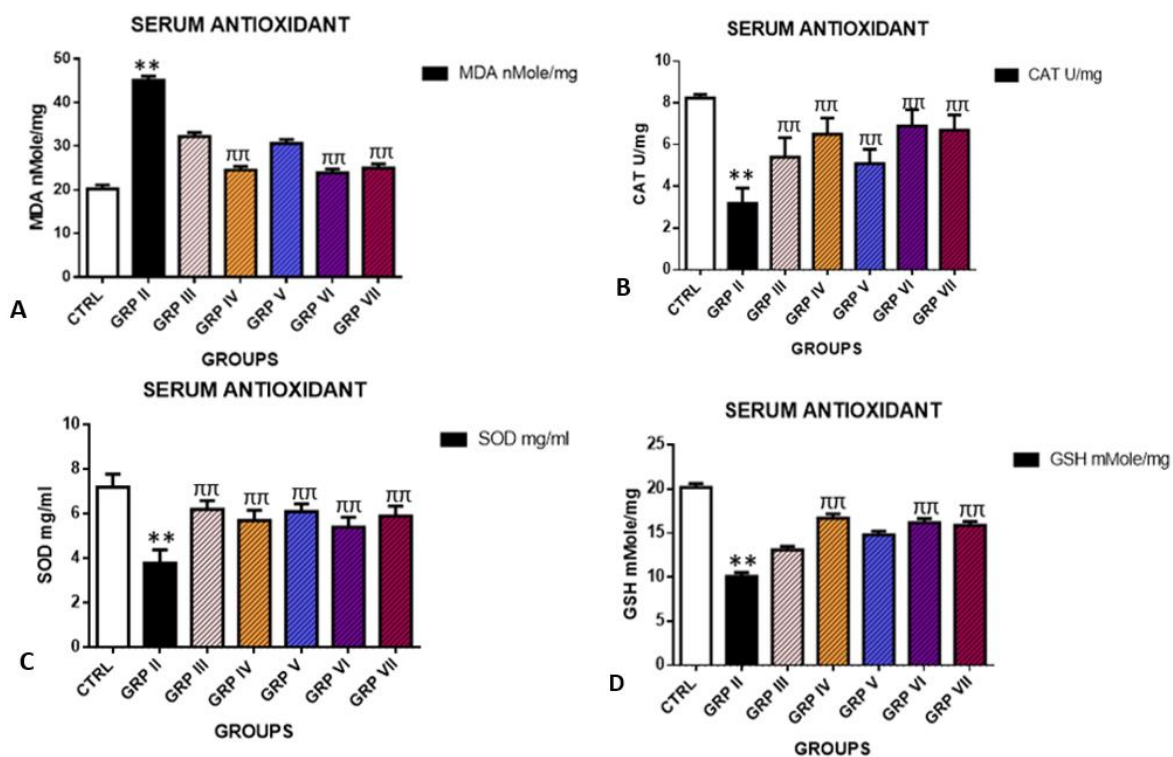 SERUM ANTIOXIDANT
MDA nMole/mg
MDA nMole/mg
50
40
30
20
10
0
**
ππ
ππ
ππ
CTRL
GRP II
GRP III
GRP IV
GRP V
GRP VI
GRP VII
GROUPS
A
SERUM ANTIOXIDANT
CAT U/mg
CAT U/mg
10
8
6
4
2
0
**
ππ
ππ
ππ
ππ
ππ
CTRL
GRP II
GRP III
GRP IV
GRP V
GRP VI
GRP VII
GROUPS
B
SERUM ANTIOXIDANT
SOD mg/ml
SOD mg/ml
10
8
6
4
2
0
**
ππ
ππ
ππ
ππ
ππ
CTRL
GRP II
GRP III
GRP IV
GRP V
GRP VI
GRP VII
GROUPS
C
SERUM ANTIOXIDANT
GSH mMole/mg
GSH mMole/mg
25
20
15
10
5
0
**
ππ
ππ
ππ
CTRL
GRP II
GRP III
GRP IV
GRP V
GRP VI
GRP VII
GROUPS
D